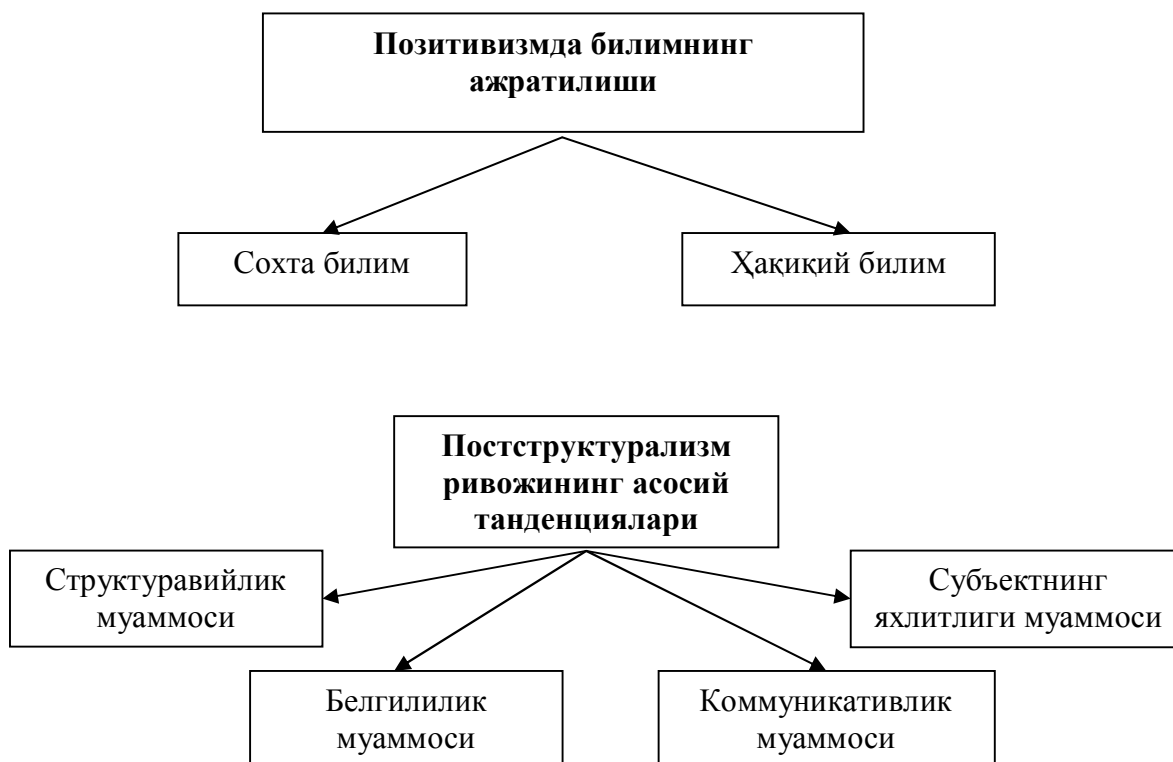 Позитивизмда билимнинг
ажратилиши
Сохта билим
Ҳақиқий билим
Постструктурализм
ривожининг асосий
танденциялари
Структуравийлик
муаммоси
Субъектнинг
яхлитлиги муаммоси
Белгилилик
муаммоси
Коммуникативлик
муаммоси